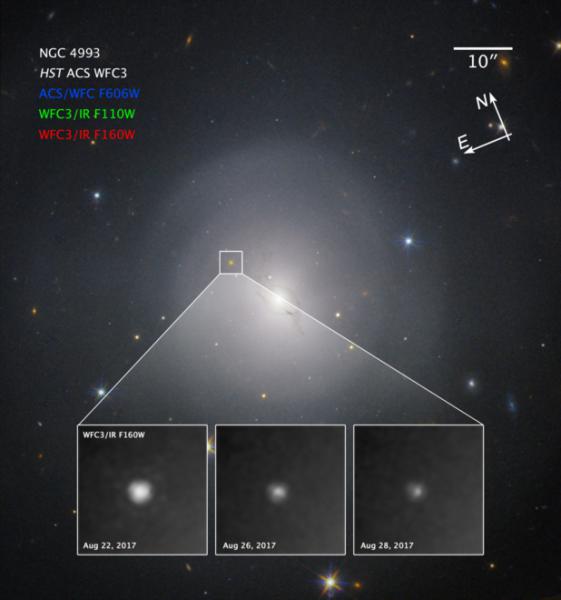 NGC 4993
HST ACS WFC3
ACS/WFC F606W
WFC3/IR F110W
WFC3/IR F160W
10″
N
E
WFC3/IR F160W
Aug 22, 2017
Aug 26, 2017
Aug 28, 2017